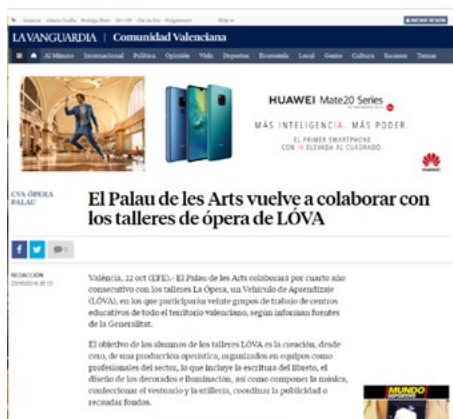 LAVANGUARDIA | Comunidad Valenciana
Al Minuto Internacional Política Opinión Vida Deportes Economía Local Gente Cultura Sucesos Temas
HUAWEI Mate20 Series
MÁS INTELIGENCIA. MÁS PODER.
EL PRIMER SMARTPHONE
CON IA ELEVADA AL CUADRADO.
HUAWEI
CVA-ÓPERA
PALAU
El Palau de les Arts vuelve a colaborar con
los talleres de ópera de LÓVA
REDACCIÓN
València, 22 oct (EFE).- El Palau de les Arts colaborará por cuarto año
consecutivo con los talleres La Ópera, un Vehículo de Aprendizaje
(LÓVA), en los que participarán veinte grupos de trabajo de centros
educativos de todo el territorio valenciano, según informan fuentes
de la Generalitat.
El objetivo de los alumnos de los talleres LÓVA es la creación, desde
cero, de una producción operística, organizados en equipos como
profesionales del sector, lo que incluye la escritura del libreto, el
diseño de los decorados e iluminación, así como componer la música,
confeccionar el vestuario y la utillería, coordinar la publicidad o
recaudar fondos.
MUNDO
DEPORTIVO